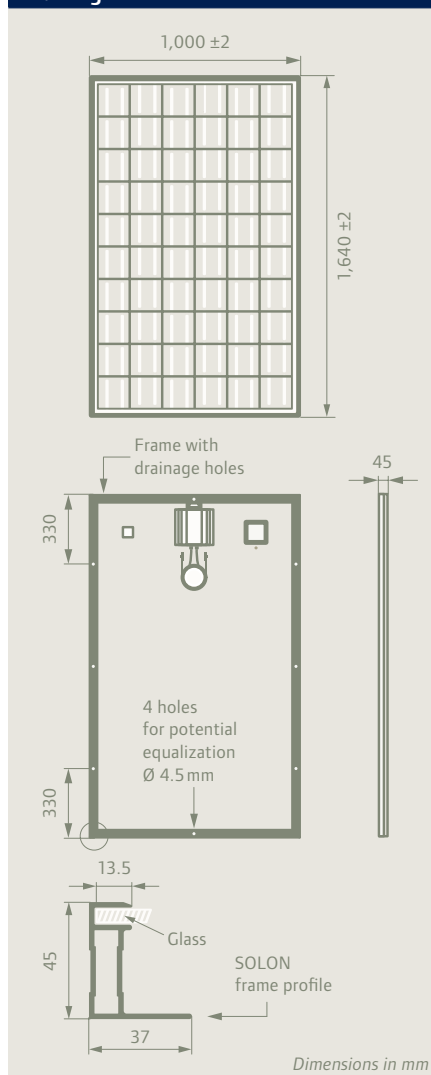 1,000 ±2
1,640 ±2
Frame with
drainage holes
45
330
4 holes
for potential
equalization
Ø 4.5 mm
330
13.5
Glass
45
SOLON
frame profile
37
Dimensions in mm